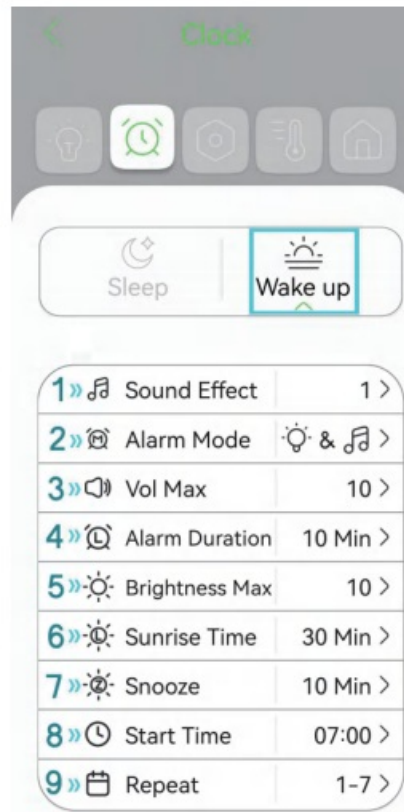 Clock
Sleep
Wake up
1» Sound Effect 1 >
2» Alarm Mode & >
3» Vol Max 10 >
4» Alarm Duration 10 Min >
5» Brightness Max 10 >
6» Sunrise Time 30 Min >
7» Snooze 10 Min >
8» Start Time 07:00 >
9» Repeat 1-7 >